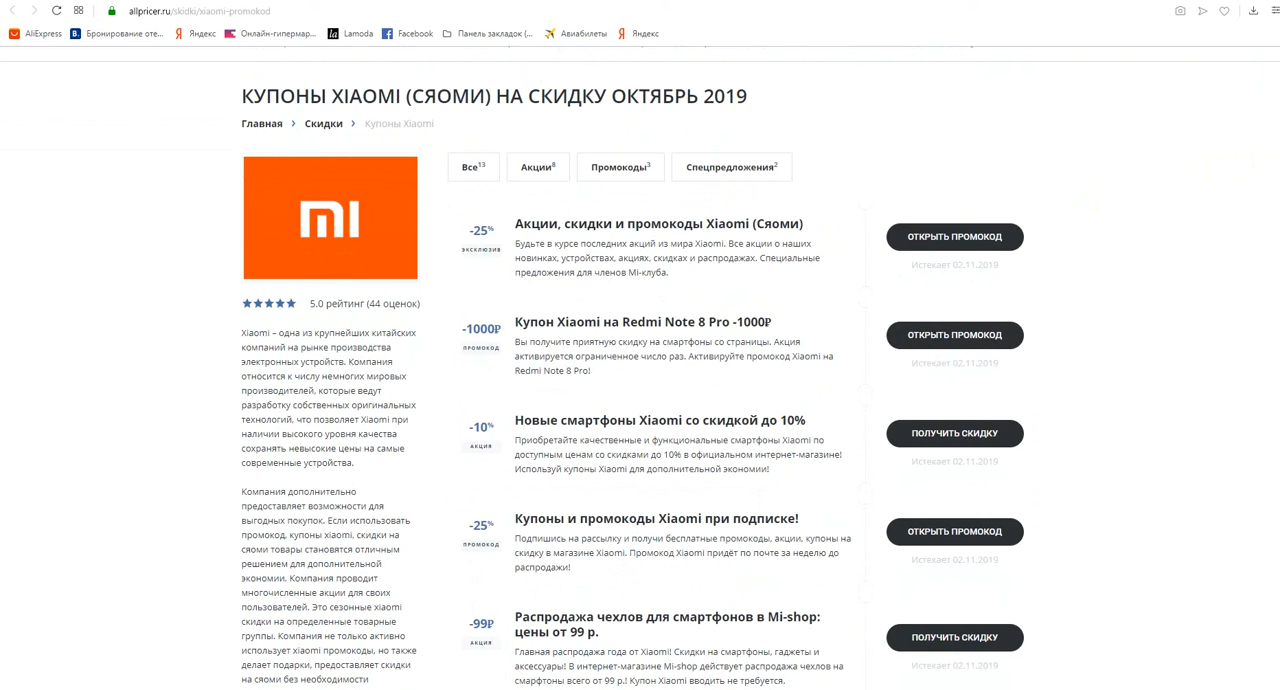 allpricer.ru/skidki/xiaomi-promokod
AliExpress
Бронирование оте...
Яндекс
Онлайн-гипермар...
Lamoda
Facebook
Панель закладок (...
Авиабилеты
Яндекс
КУПОНЫ XIAOMI (СЯОМИ) НА СКИДКУ ОКТЯБРЬ 2019
Главная > Скидки > Купоны Xiaomi
mi
5.0 рейтинг (44 оценок)
Xiaomi – одна из крупнейших китайских
компаний на рынке производства
электронных устройств. Компания
относится к числу немногих мировых
производителей, которые ведут
разработку собственных оригинальных
технологий, что позволяет Xiaomi при
наличии высокого уровня качества
сохранять невысокие цены на самые
современные устройства.
Компания дополнительно
предоставляет возможности для
выгодных покупок. Если использовать
промокод, купоны xiaomi, скидки на
сяоми товары становятся отличным
решением для дополнительной
экономии. Компания проводит
многочисленные акции для своих
пользователей. Это сезонные xiaomi
скидки на определенные товарные
группы. Компания не только активно
использует xiaomi промокоды, но также
делает подарки, предоставляет скидки
на сяоми без необходимости
Все13
Акции8
Промокоды3
Спецпредложения2
-25%
ЭКСКЛЮЗИВ
Акции, скидки и промокоды Xiaomi (Сяоми)
Будьте в курсе последних акций из мира Xiaomi. Все акции о наших
новинках, устройствах, акциях, скидках и распродажах. Специальные
предложения для членов Mi-клуба.
ОТКРЫТЬ ПРОМОКОД
Истекает 02.11.2019
-1000₽
ПРОМОКОД
Купон Xiaomi на Redmi Note 8 Pro -1000₽
Вы получите приятную скидку на смартфоны со страницы. Акция
активируется ограниченное число раз. Активируйте промокод Xiaomi на
Redmi Note 8 Pro!
ОТКРЫТЬ ПРОМОКОД
Истекает 02.11.2019
-10%
АКЦИЯ
Новые смартфоны Xiaomi со скидкой до 10%
Приобретайте качественные и функциональные смартфоны Xiaomi по
доступным ценам со скидками до 10% в официальном интернет-магазине!
Используй купоны Xiaomi для дополнительной экономии!
ПОЛУЧИТЬ СКИДКУ
Истекает 02.11.2019
-25%
ПРОМОКОД
Купоны и промокоды Xiaomi при подписке!
Подпишись на рассылку и получи бесплатные промокоды, акции, купоны на
скидку в магазине Xiaomi. Промокод Xiaomi придёт по почте за неделю до
распродажи!
ОТКРЫТЬ ПРОМОКОД
Истекает 02.11.2019
-99₽
АКЦИЯ
Распродажа чехлов для смартфонов в Mi-shop:
цены от 99 р.
Главная распродажа года от Xiaomi! Скидки на смартфоны, гаджеты и
аксессуары! В интернет-магазине Mi-shop действует распродажа чехлов на
смарфтоны всего от 99 р.! Купон Xiaomi вводить не требуется.
ПОЛУЧИТЬ СКИДКУ
Истекает 02.11.2019